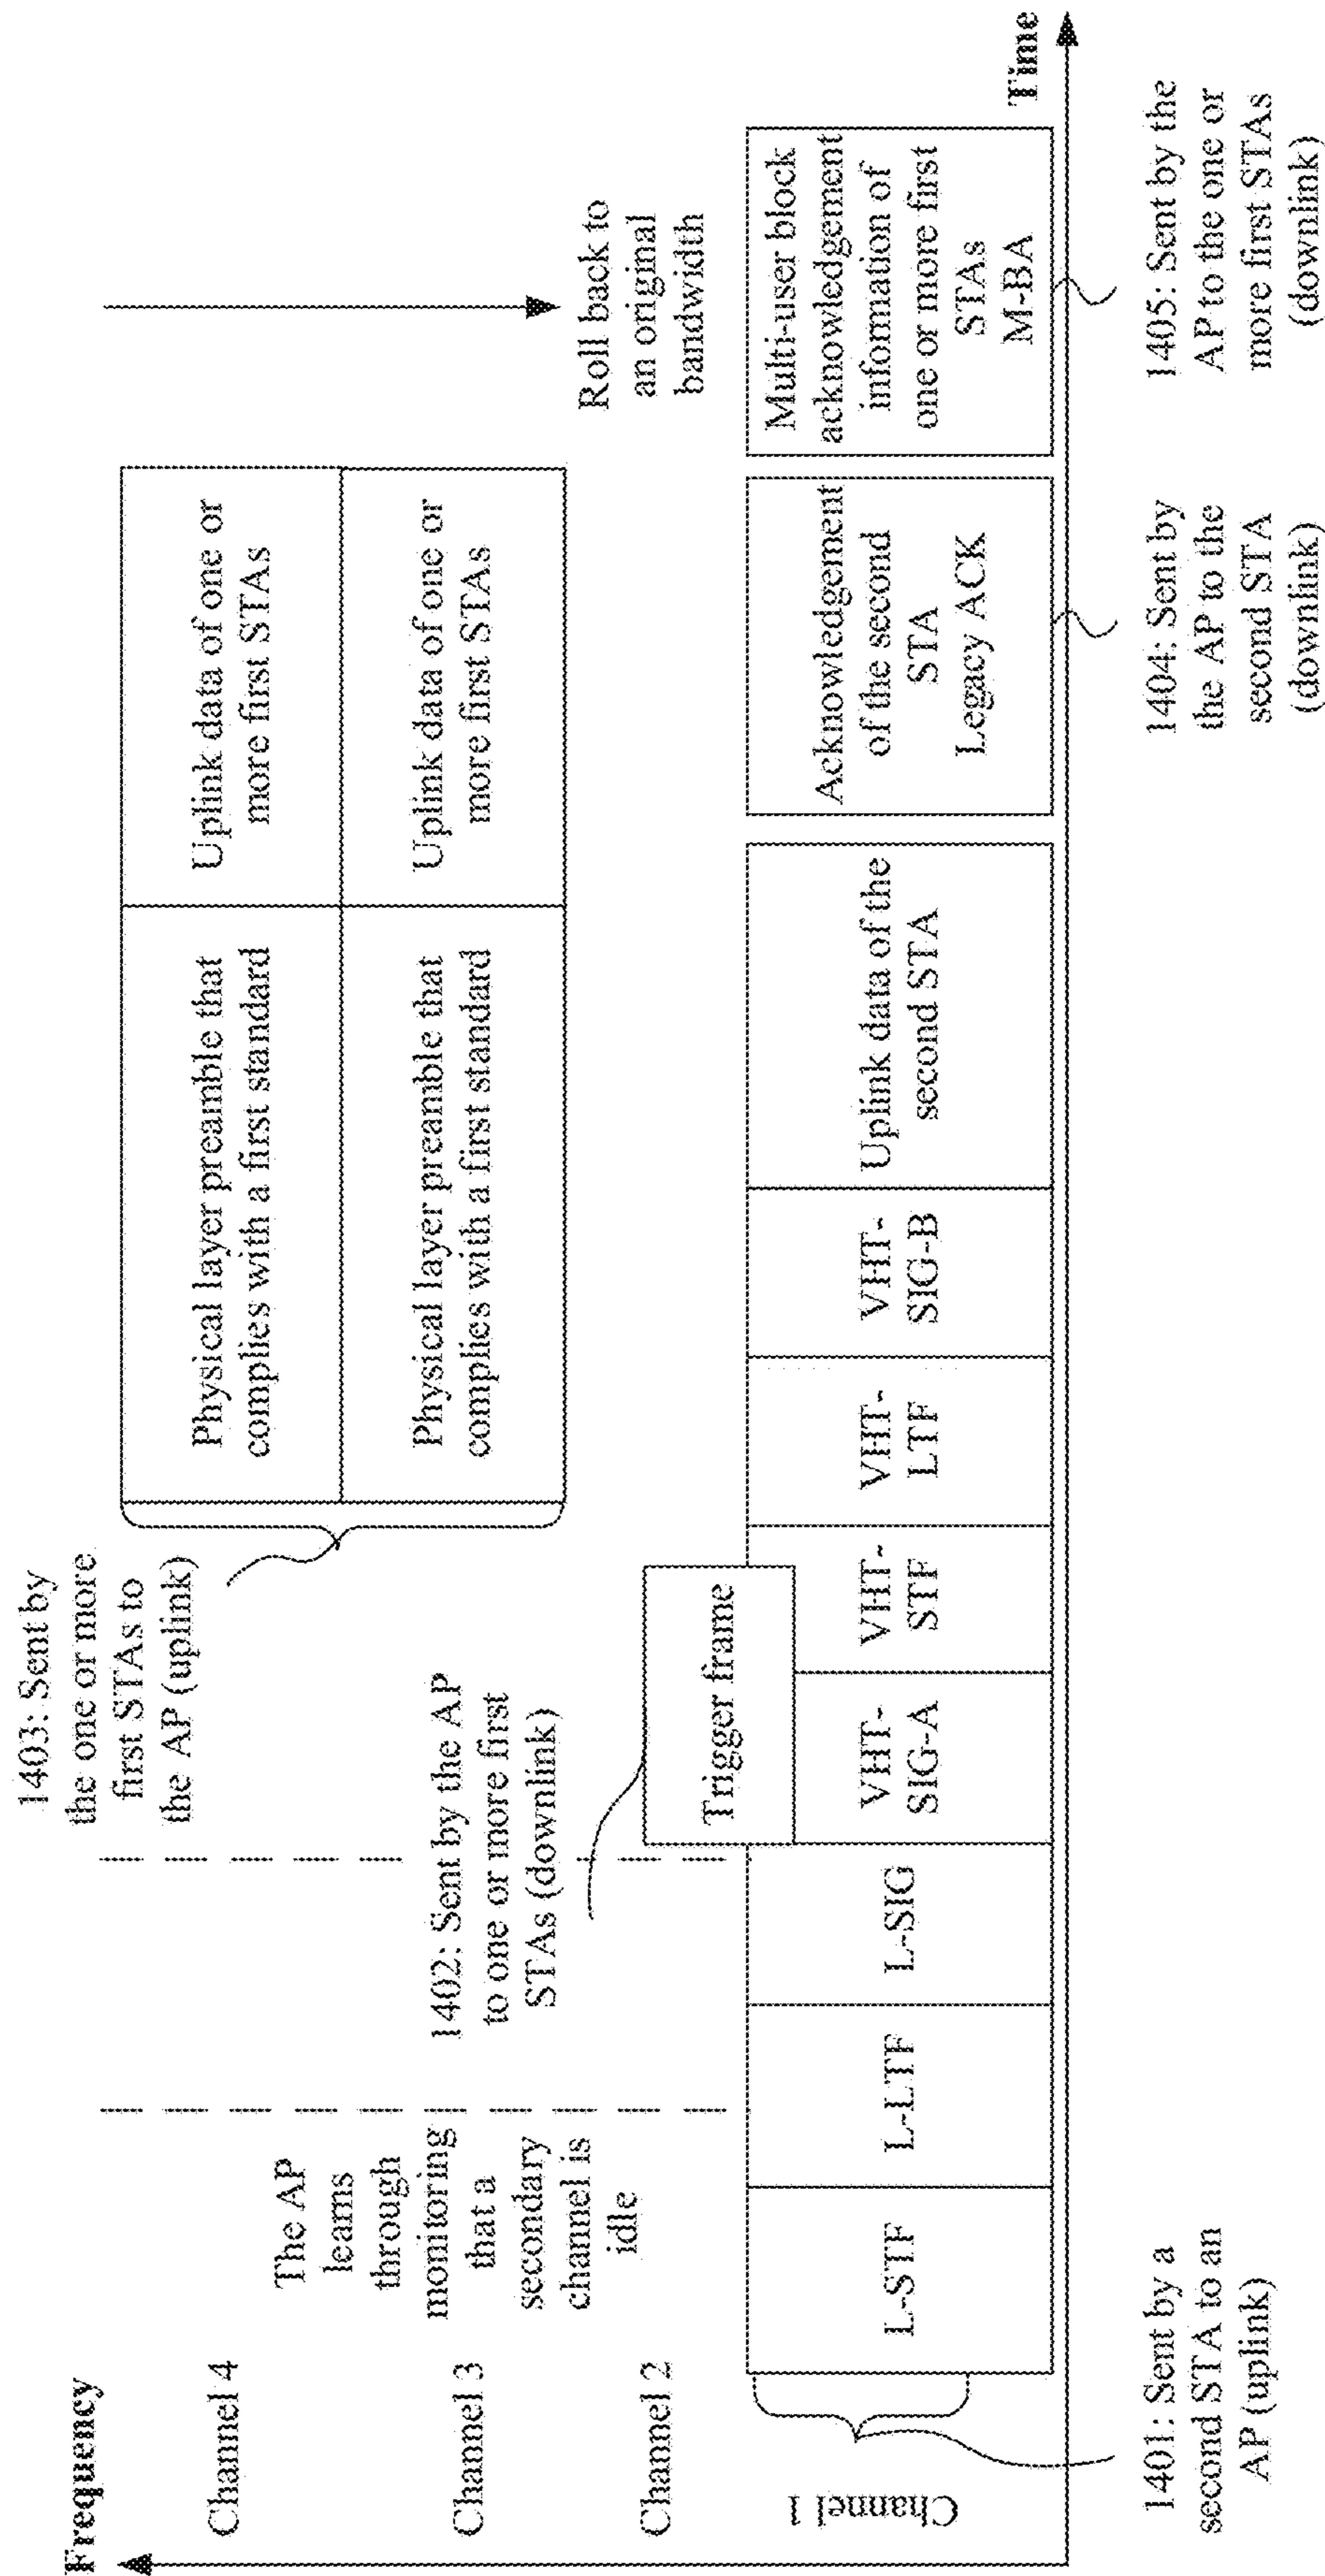 Frequency
Channel 4
Channel 3
Channel 2
Channel 1
The AP
learns
through
monitoring
that a
secondary
channel is
idle
1401: Sent by a
second STA to an
AP (uplink)
L-STF
L-LTF
L-SIG
VHT-
SIG-A
VHT-
STF
VHT-
LTF
VHT-
SIG-B
Uplink data of the
second STA
1402: Sent by the AP
to one or more first
STAs (downlink)
Trigger frame
1403: Sent by
the one or more
first STAs to
the AP (uplink)
Physical layer preamble that
complies with a first standard
Uplink data of one or
more first STAs
Physical layer preamble that
complies with a first standard
Uplink data of one or
more first STAs
Roll back to
an original
bandwidth
Acknowledgement
of the second
STA
Legacy ACK
1404: Sent by
the AP to the
second STA
(downlink)
Multi-user block
acknowledgement
information of
one or more first
STAs
M-BA
1405: Sent by the
AP to the one or
more first STAs
(downlink)
Time